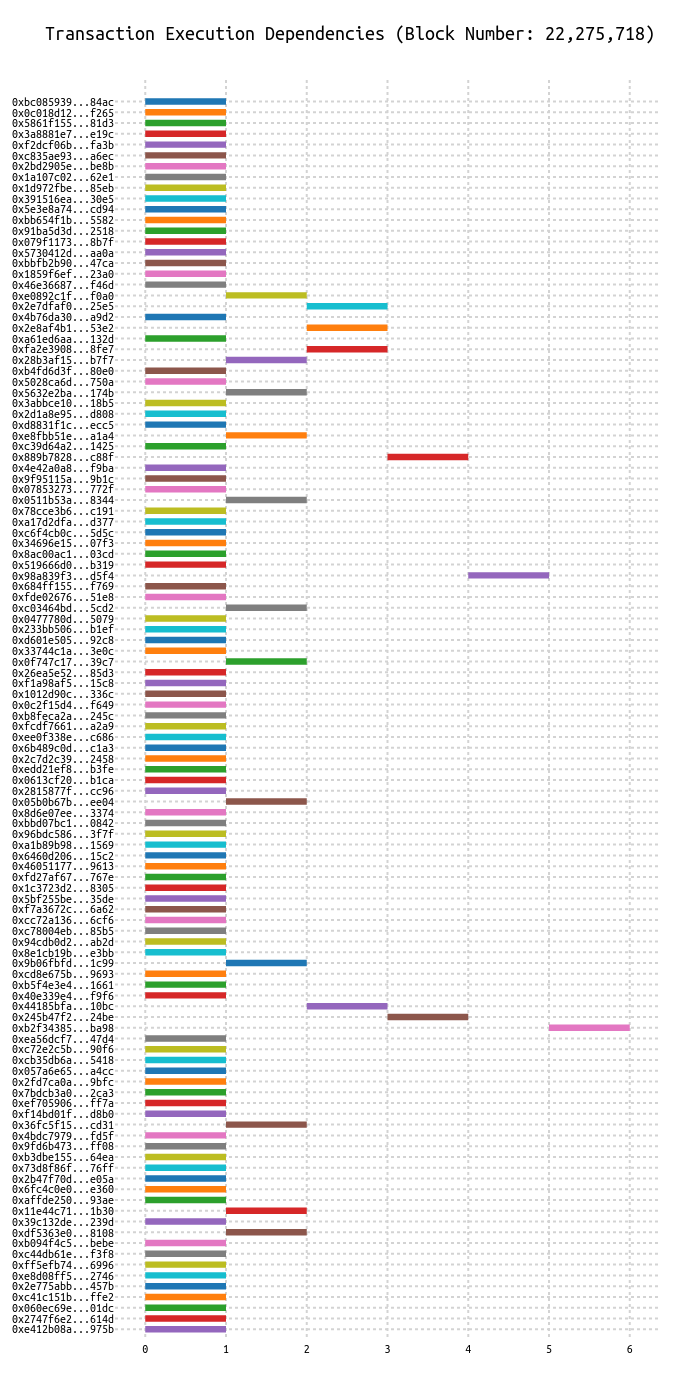 Transaction Execution Dependencies (Block Number: 22,275,718)
0xbc085939...84ac
0x0c018d12...f265
0x5861f155...81d3
0x3a8881e7...e19c
0xf2dcf06b...fa3b
0xc835ae93...a6ec
0x2bd2905e...be8b
0x1a107c02...62e1
0x1d972fbe...85eb
0x391516ea...30e5
0x5e3e8a74...cd94
0xbb654f1b...5582
0x91ba5d3d...2518
0x079f1173...8b7f
0x5730412d...aa0a
0xbbfb2b90...47ca
0x1859f6ef...23a0
0x46e36687...f46d
0xe0892c1f...f0a0
0x2e7dfaf0...25e5
0x4b76da30...a9d2
0x2e8af4b1...53e2
0xa61ed6aa...132d
0xfa2e3908...8fe7
0x28b3af15...b7f7
0xb4fd6d3f...80e0
0x5028ca6d...750a
0x5632e2ba...174b
0x3abbce10...18b5
0x2d1a8e95...d808
0xd8831f1c...ecc5
0xe8fbb51e...a1a4
0xc39d64a2...1425
0x889b7828...c88f
0x4e42a0a8...f9ba
0x9f95115a...9b1c
0x07853273...772f
0x0511b53a...8344
0x78cce3b6...c191
0xa17d2dfa...d377
0xc6f4cb0c...5d5c
0x34696e15...07f3
0x8ac00ac1...03cd
0x519666d0...b319
0x98a839f3...d5f4
0x684ff155...f769
0xfde02676...51e8
0xc03464bd...5cd2
0x0477780d...5079
0x233bb506...b1ef
0xd601e505...92c8
0x33744c1a...3e0c
0x0f747c17...39c7
0x26ea5e52...85d3
0xf1a98af5...15c8
0x1012d90c...336c
0x0c2f15d4...f649
0xb8feca2a...245c
0xfcdf7661...a2a9
0xee0f338e...c686
0x6b489c0d...c1a3
0x2c7d2c39...2458
0xedd21ef8...b3fe
0x0613cf20...b1ca
0x2815877f...cc96
0x05b0b67b...ee04
0x8d6e07ee...3374
0xbbd07bc1...0842
0x96bdc586...3f7f
0xa1b89b98...1569
0x6460d206...15c2
0x46051177...9613
0xfd27af67...767e
0x1c3723d2...8305
0x5bf255be...35de
0xf7a3672c...6a62
0xcc72a136...6cf6
0xc78004eb...85b5
0x94cdb0d2...ab2d
0x8e1cb19b...e3bb
0x9b06fbfd...1c99
0xcd8e675b...9693
0xb5f4e3e4...1661
0x40e339e4...f9f6
0x44185bfa...10bc
0x245b47f2...24be
0xb2f34385...ba98
0xea56dcf7...47d4
0xc72e2c5b...90f6
0xcb35db6a...5418
0x057a6e65...a4cc
0x2fd7ca0a...9bfc
0x7bdcb3a0...2ca3
0xef705906...ff7a
0xf14bd01f...d8b0
0x36fc5f15...cd31
0x4bdc7979...fd5f
0x9fd6b473...ff08
0xb3dbe155...64ea
0x73d8f86f...76ff
0x2b47f70d...e05a
0x6fc4c0e0...e360
0xaffde250...93ae
0x11e44c71...1b30
0x39c132de...239d
0xdf5363e0...8108
0xb094f4c5...bebe
0xc44db61e...f3f8
0xff5efb74...6996
0xe8d08ff5...2746
0x2e775abb...457b
0xc41c151b...ffe2
0x060ec69e...01dc
0x2747f6e2...614d
0xe412b08a...975b
0 1 2 3 4 5 6